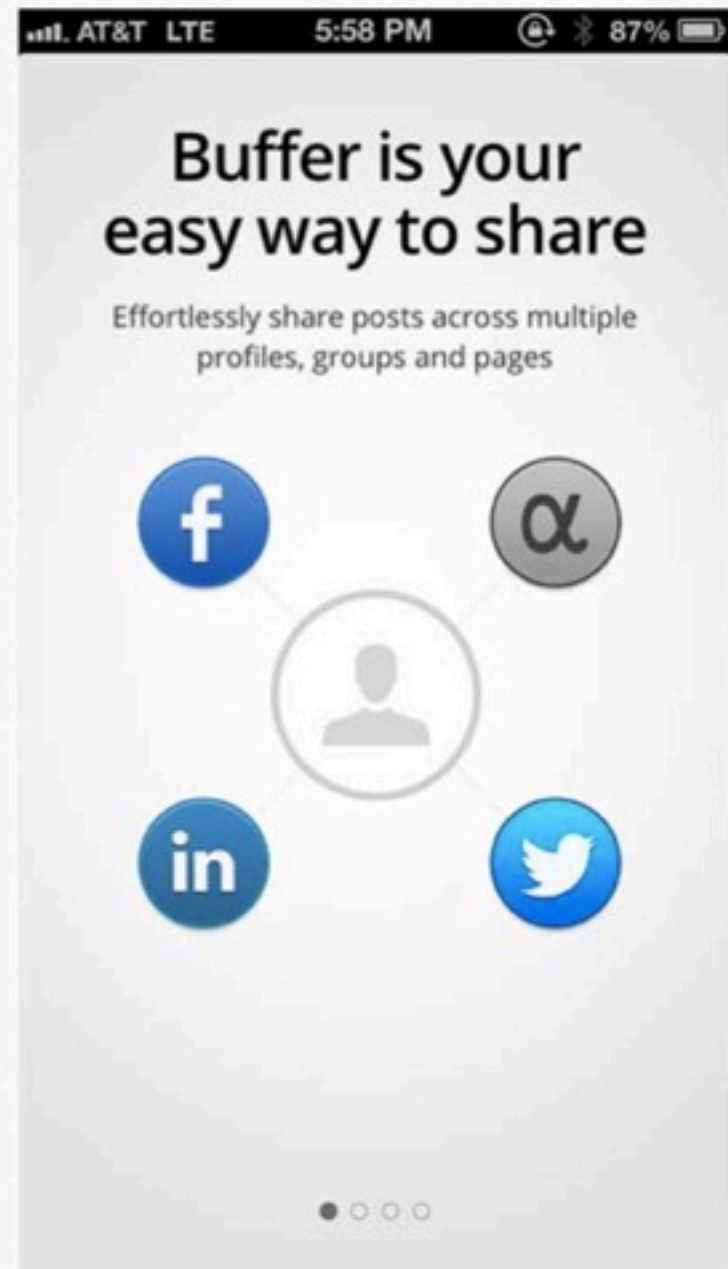 AT&T LTE 5:58 PM 87%
Buffer is your
easy way to share
Effortlessly share posts across multiple
profiles, groups and pages
f
α
in